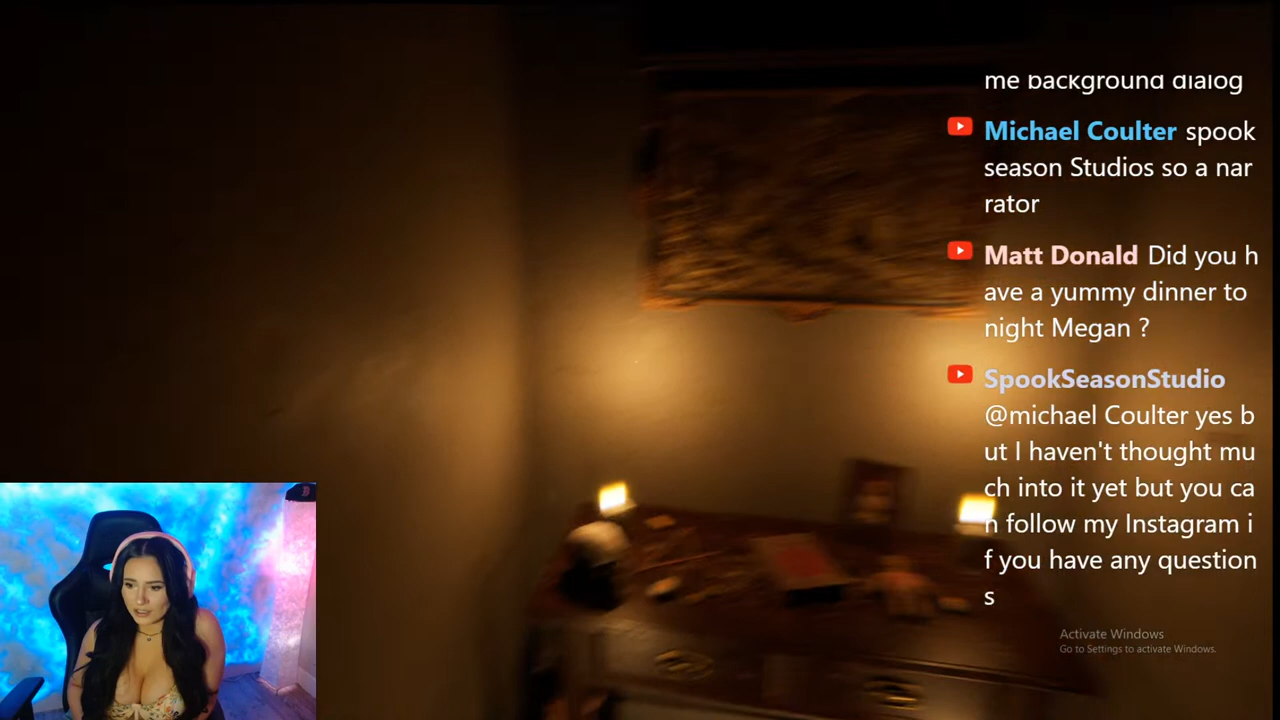 me background dialog
Michael Coulter spook
season Studios so a nar
rator
Matt Donald Did you h
ave a yummy dinner to
night Megan ?
SpookSeasonStudio
@michael Coulter yes b
ut I haven't thought mu
ch into it yet but you ca
n follow my Instagram i
f you have any question
s
Activate Windows
Go to Settings to activate Windows.